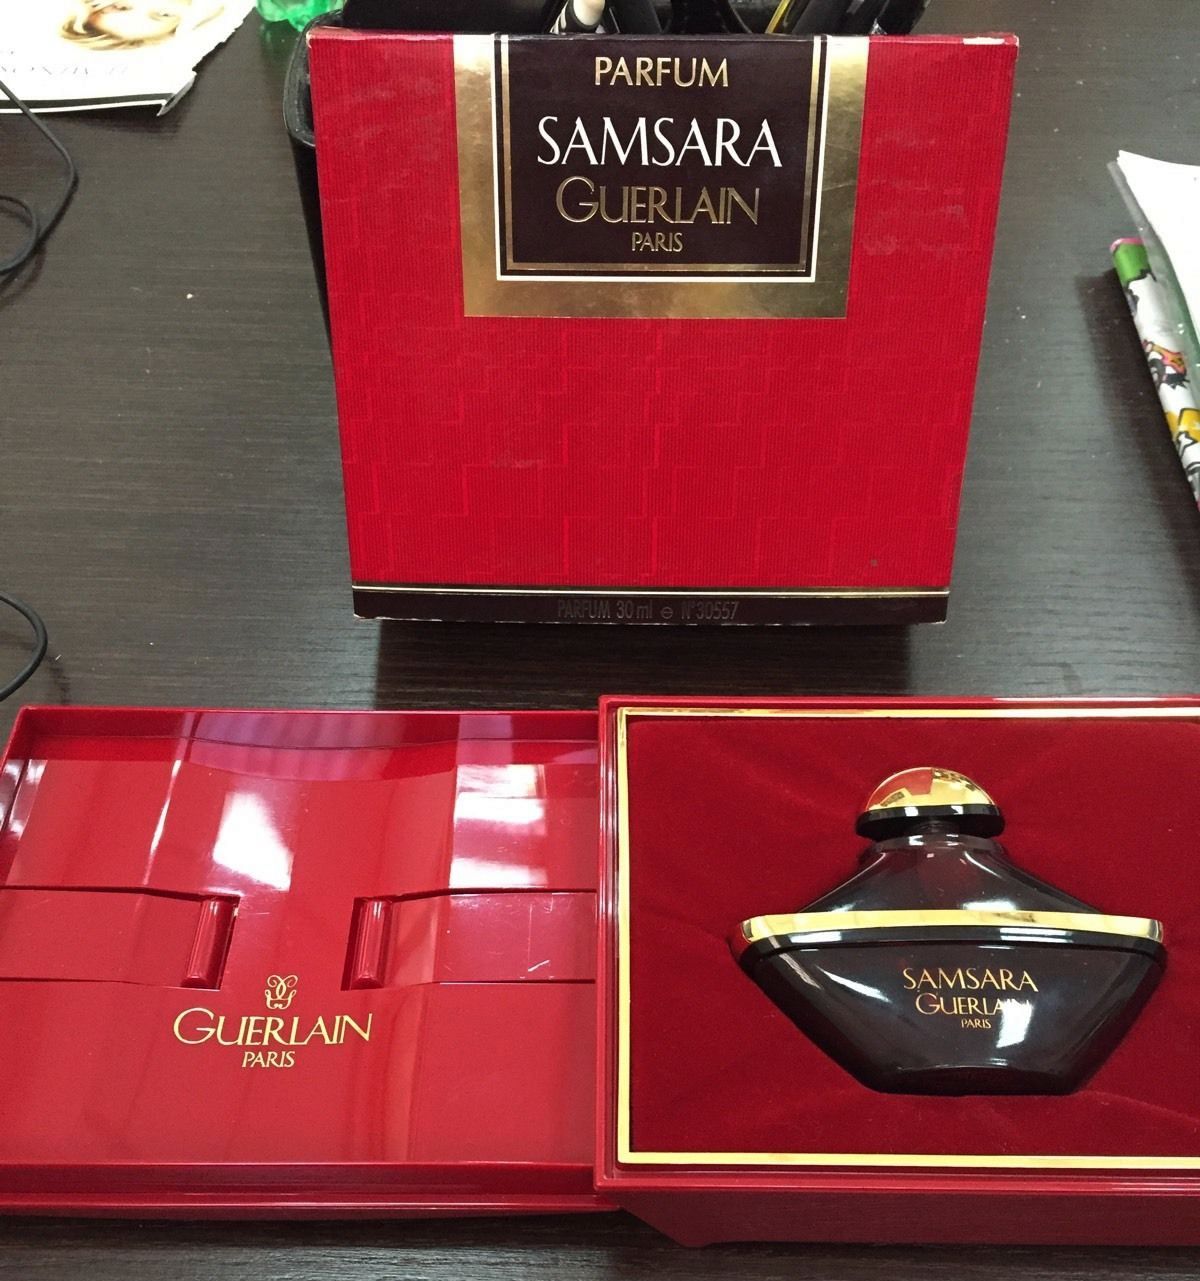 PARFUM
SAMSARA
GUERLAIN
PARIS
PARFUM 30 ml ℮ N°30557
GUERLAIN
PARIS
SAMSARA
GUERLAIN
PARIS